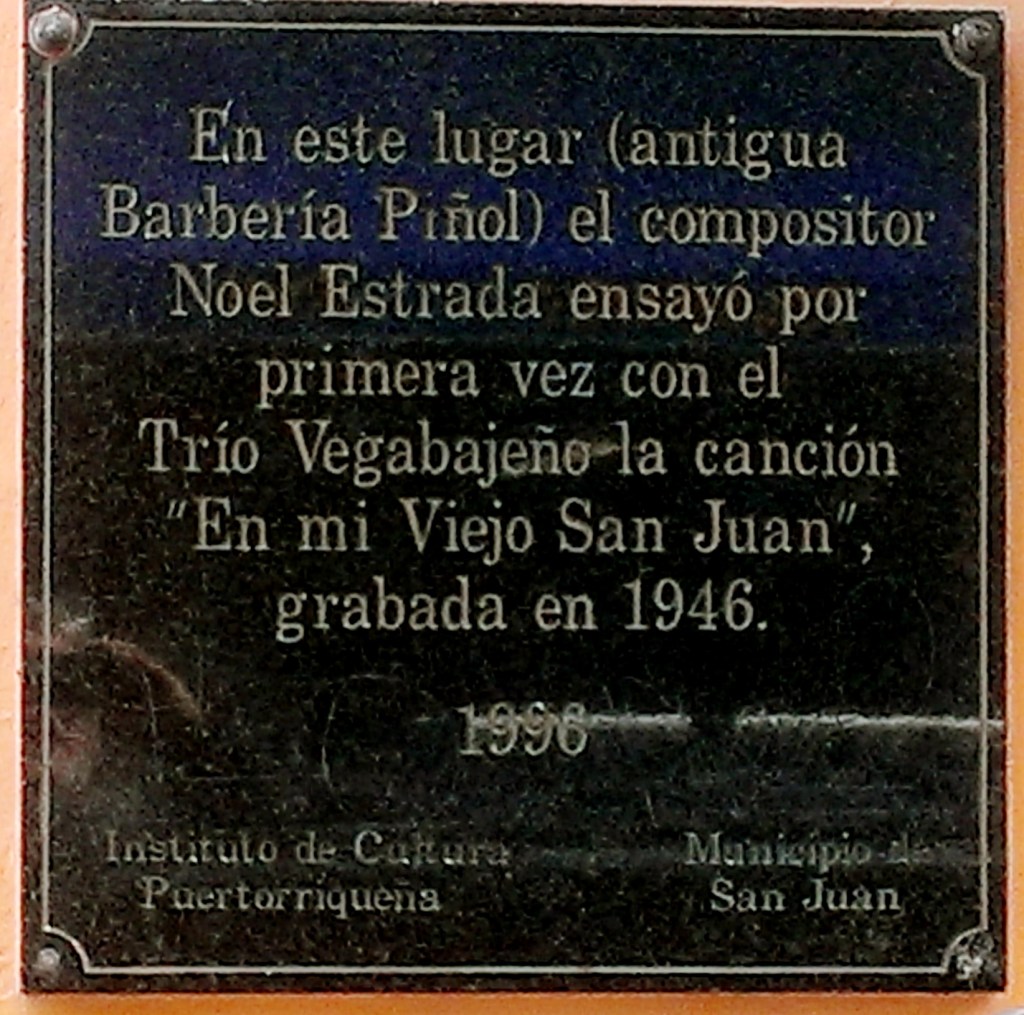 En este lugar (antigua
Barbería Piñol) el compositor
Noel Estrada ensayó por
primera vez con el
Trío Vegabajeño la canción
"En mi Viejo San Juan",
grabada en 1946.
1996
Instituto de Cultura
Puertorriqueña
Municipio de
San Juan